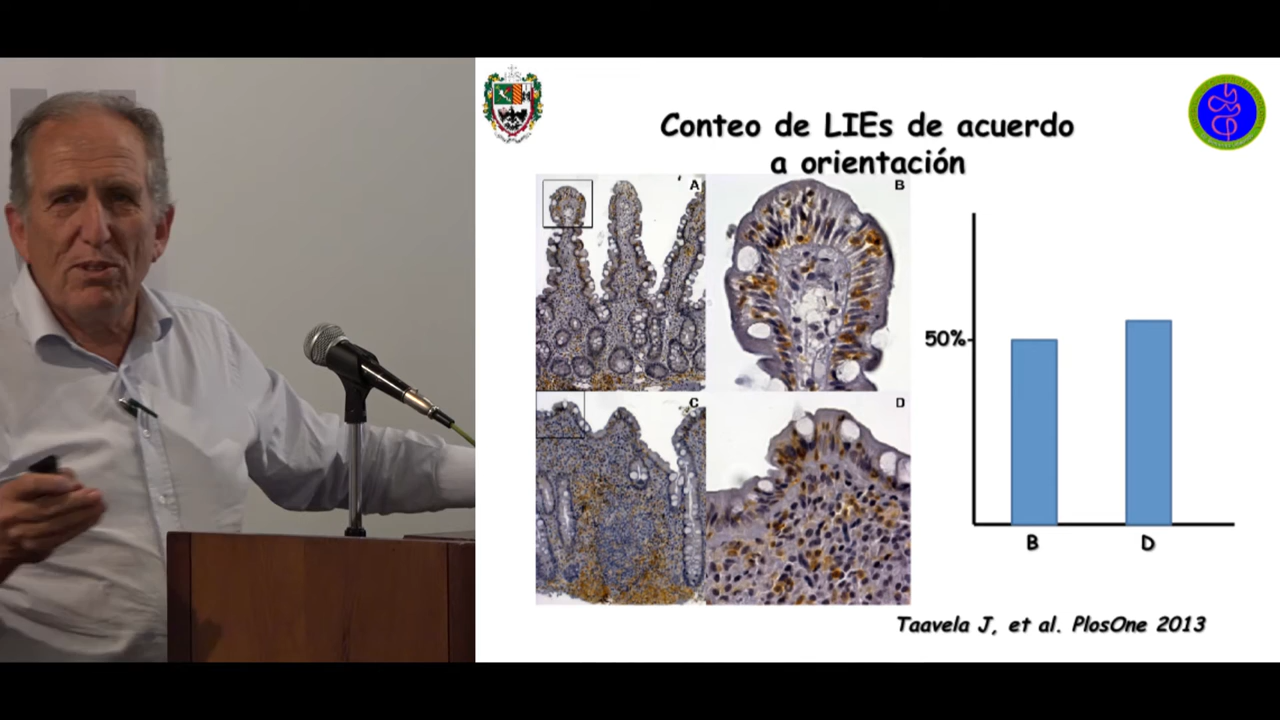 Conteo de LIEs de acuerdo
a orientación
A
B
C
D
50%
B
D
Taavela J, et al. PlosOne 2013